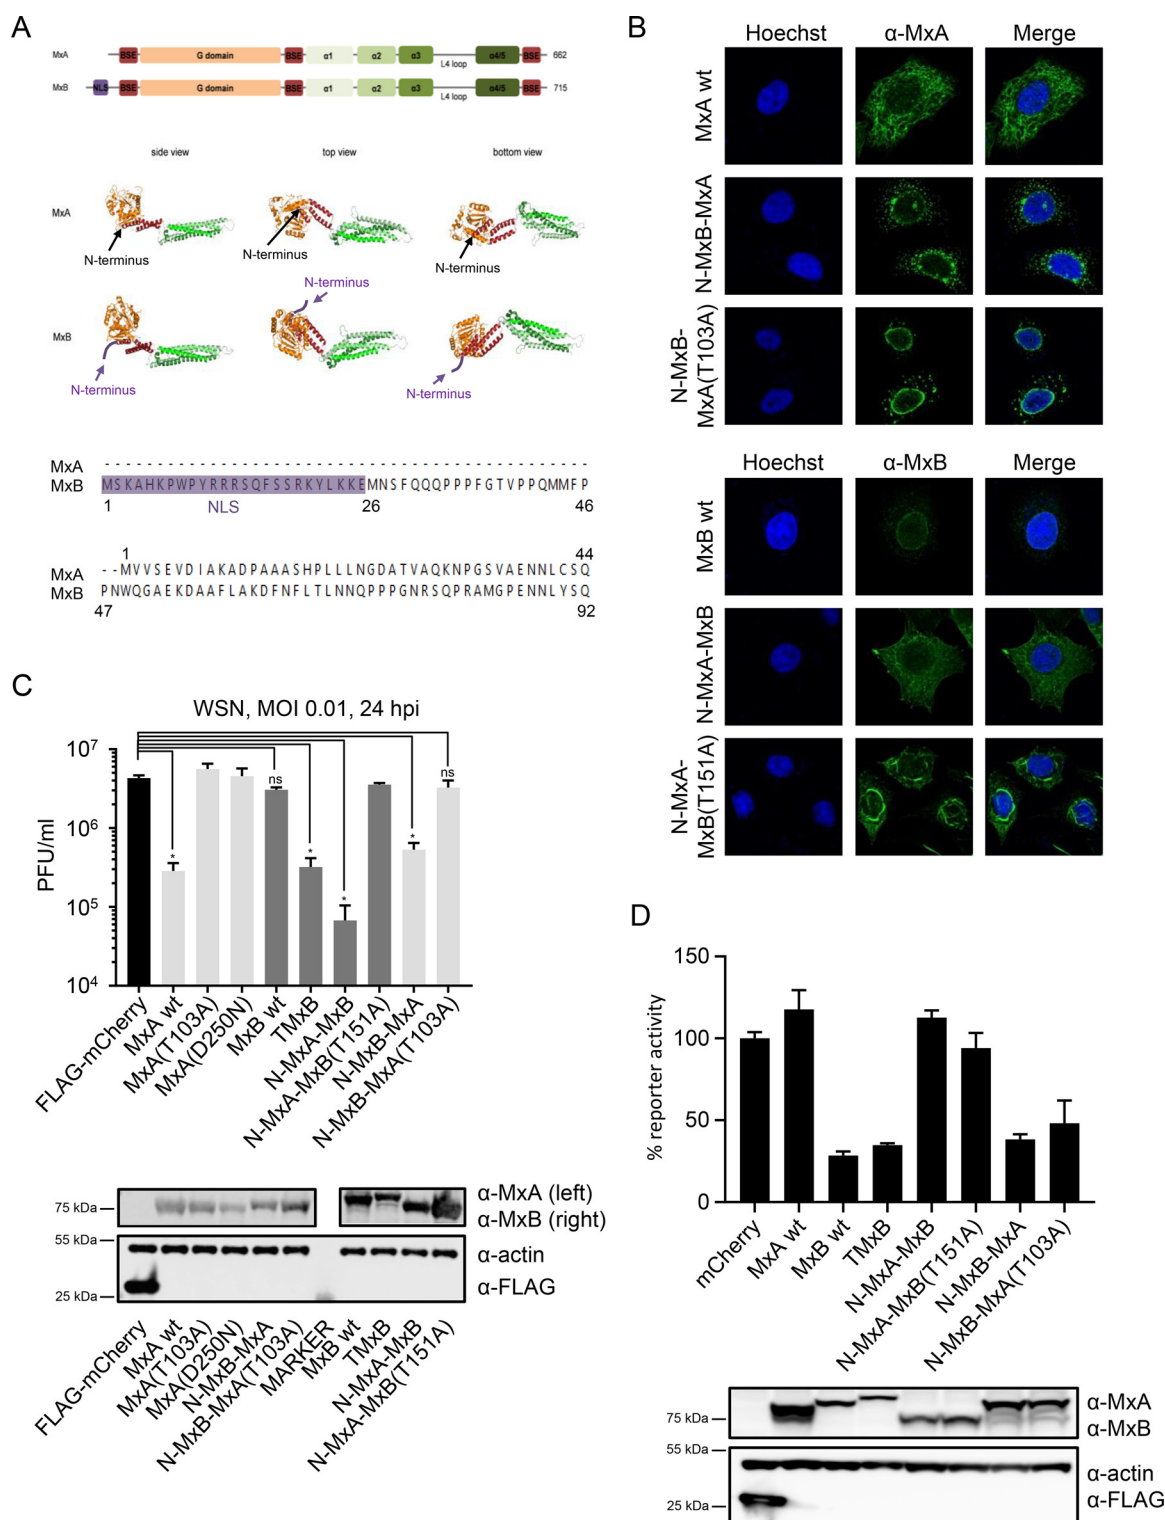 A
MxA BSE G domain BSE α1 α2 α3 L4 loop α4/5 BSE 662
MxB NLS BSE G domain BSE α1 α2 α3 L4 loop α4/5 BSE 715
side view top view bottom view
MxA
N-terminus N-terminus N-terminus
N-terminus
MxB
N-terminus N-terminus
MxA - - - - - - - - - - - - - - - - - - - - - - - - - - - - - - - - - - - - - - - - - - - - - -
MxB MSKAHKPWPYRRRSQFSSRKYLKKEMNSFQQQPPPFGTVPPQMMFP
1 NLS 26 46
1 44
MxA - - MVVSEVDIAKADPAAASHPLLLNGDATVAQKNPGSVAENNLCSQ
MxB PNWQGAEKDAAFLAKDFNFLTLNNQPPPGNRSQPRAMGPENNLYSQ
47 92
B
Hoechst α-MxA Merge
MxA wt
N-MxB-MxA
N-MxB-
MxA(T103A)
Hoechst α-MxB Merge
MxB wt
N-MxA-MxB
N-MxA-
MxB(T151A)
C
WSN, MOI 0.01, 24 hpi
PFU/ml
10⁷
10⁶
10⁵
10⁴
* ns * * * ns
FLAG-mCherry
MxA wt
MxA(T103A)
MxA(D250N)
MxB wt
TMxB
N-MxA-MxB
N-MxA-MxB(T151A)
N-MxB-MxA
N-MxB-MxA(T103A)
75 kDa
55 kDa
25 kDa
α-MxA (left)
α-MxB (right)
α-actin
α-FLAG
FLAG-mCherry
MxA wt
MxA(T103A)
MxA(D250N)
N-MxB-MxA
N-MxB-MxA(T103A)
MARKER
MxB wt
TMxB
N-MxA-MxB
N-MxA-MxB(T151A)
D
% reporter activity
150
100
50
0
mCherry
MxA wt
MxB wt
TMxB
N-MxA-MxB
N-MxA-MxB(T151A)
N-MxB-MxA
N-MxB-MxA(T103A)
75 kDa
55 kDa
25 kDa
α-MxA
α-MxB
α-actin
α-FLAG